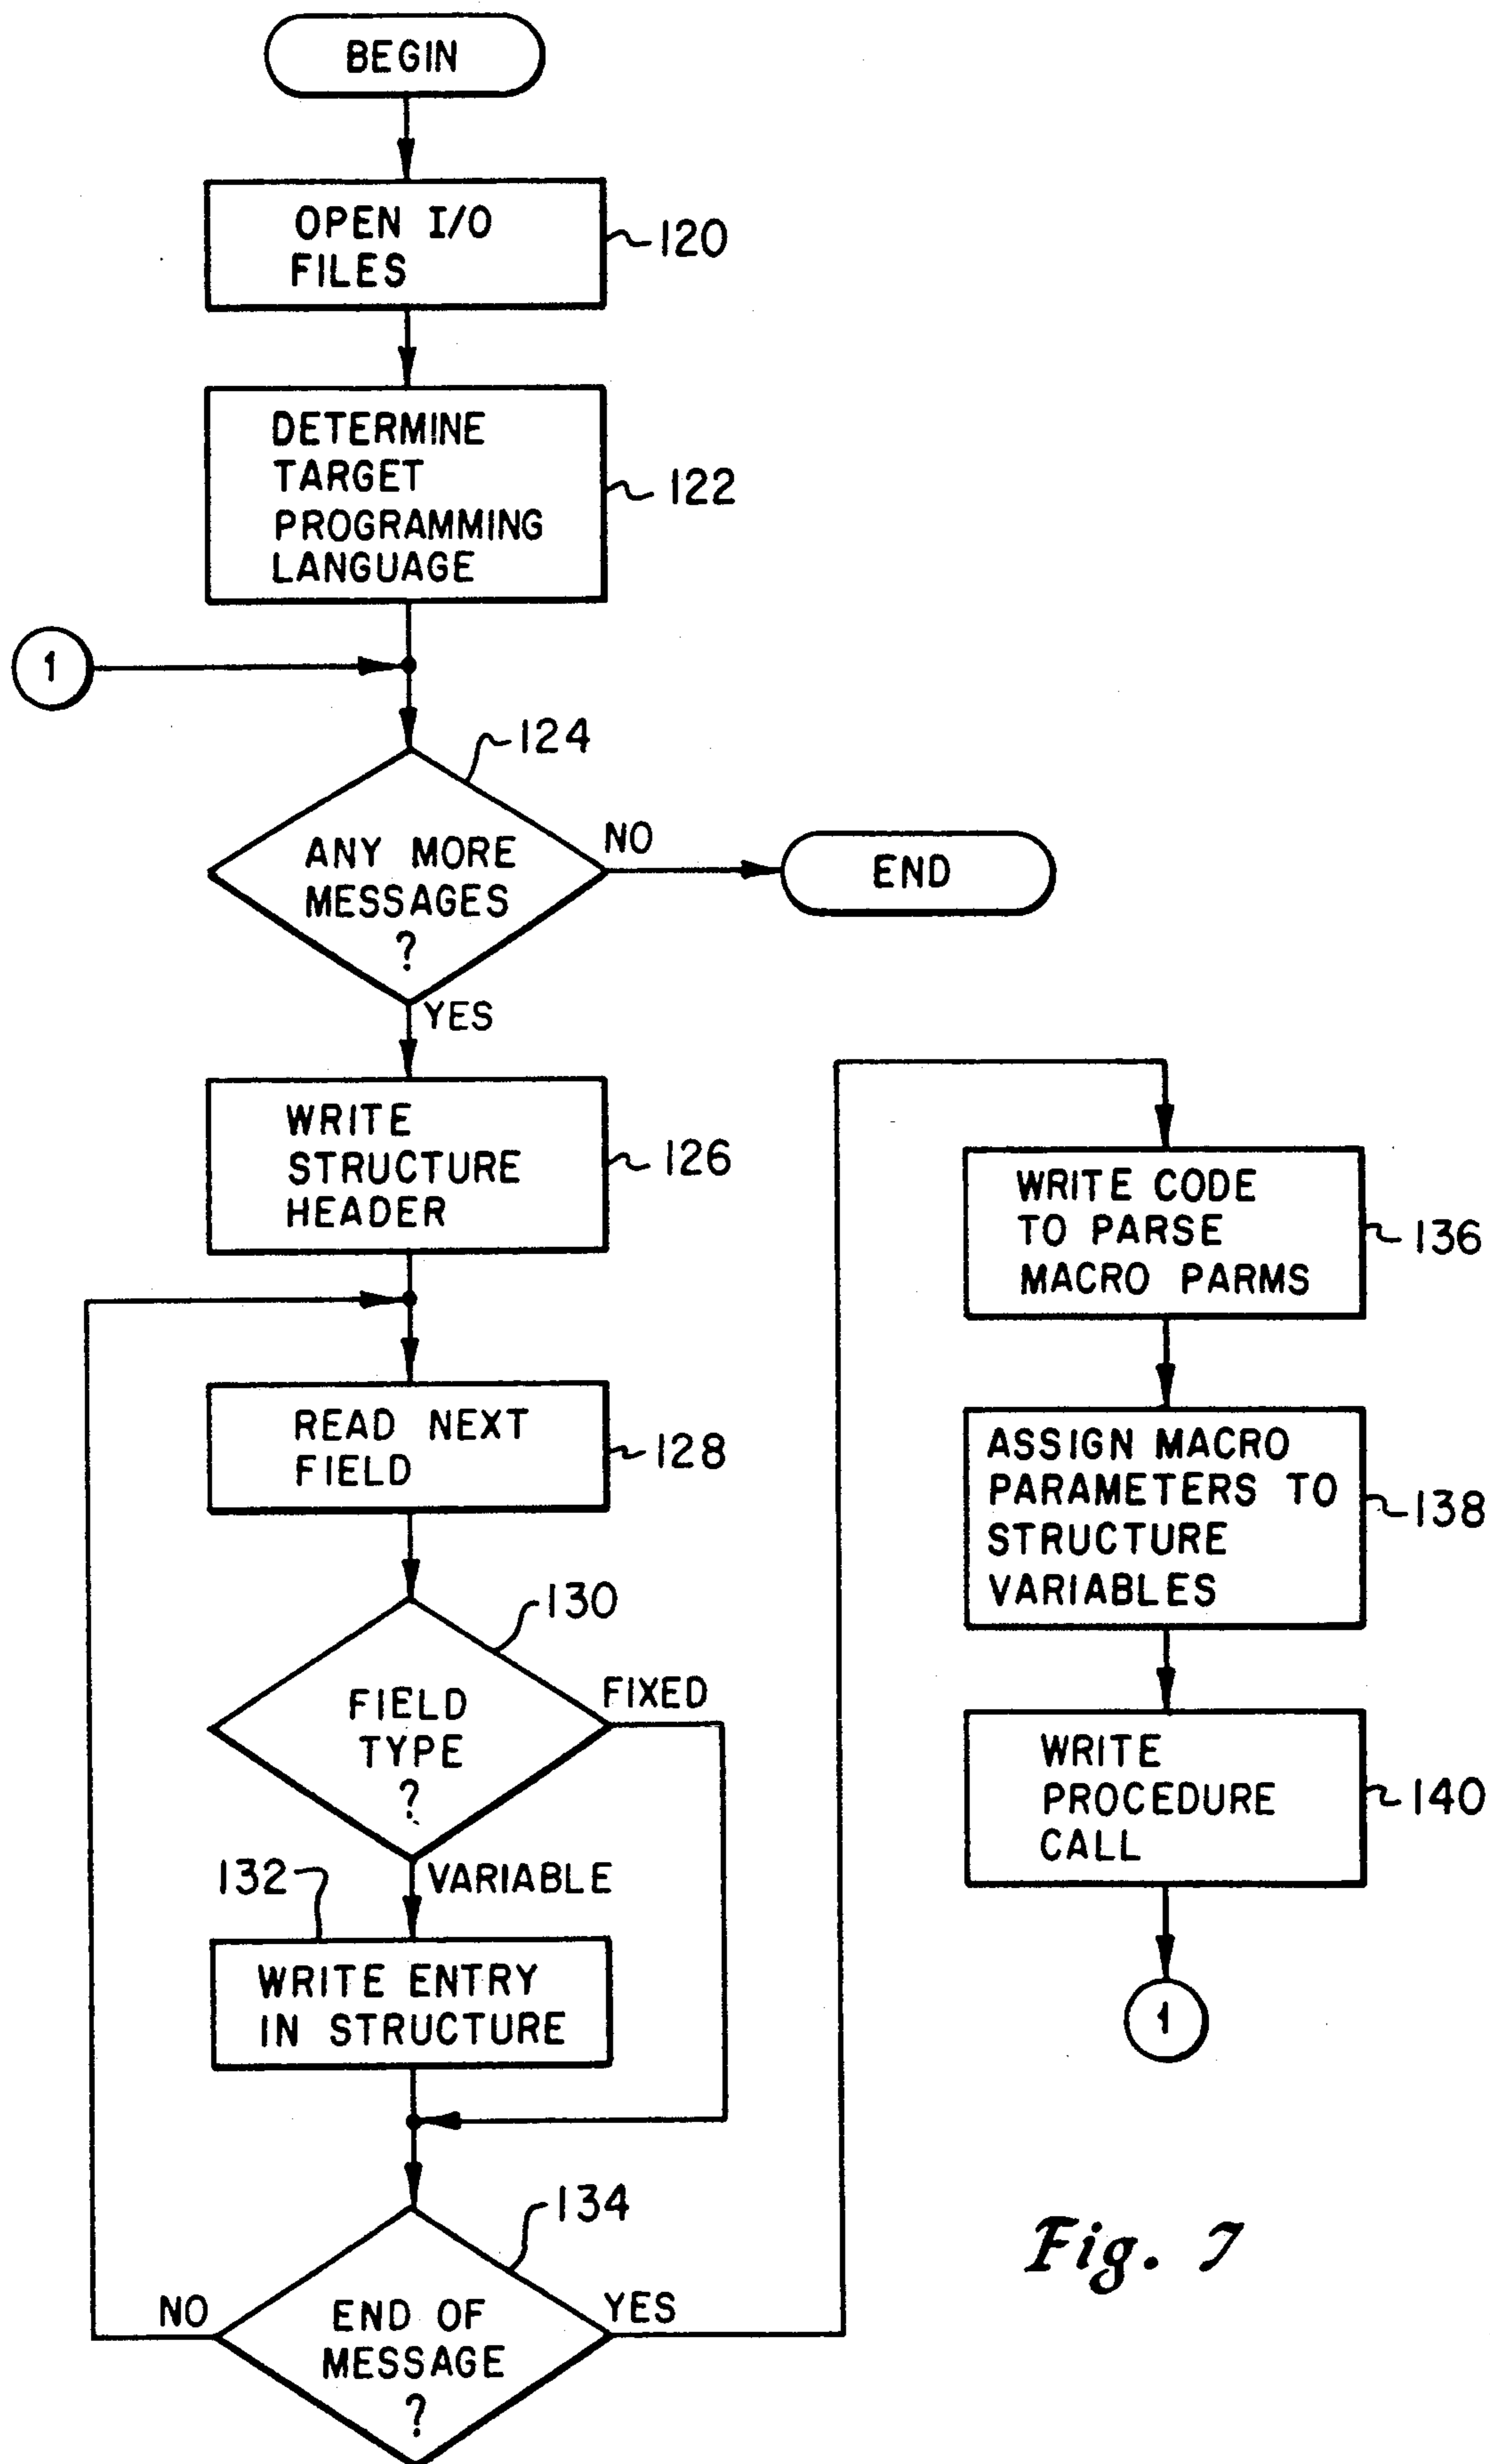 BEGIN
OPEN I/O
FILES
120
DETERMINE
TARGET
PROGRAMMING
LANGUAGE
122
1
124
ANY MORE
MESSAGES
?
NO
END
YES
WRITE
STRUCTURE
HEADER
126
READ NEXT
FIELD
128
130
FIELD
TYPE
?
FIXED
VARIABLE
132
WRITE ENTRY
IN STRUCTURE
134
END OF
MESSAGE
?
NO
YES
WRITE CODE
TO PARSE
MACRO PARMS
136
ASSIGN MACRO
PARAMETERS TO
STRUCTURE
VARIABLES
138
WRITE
PROCEDURE
CALL
140
1
Fig. 7